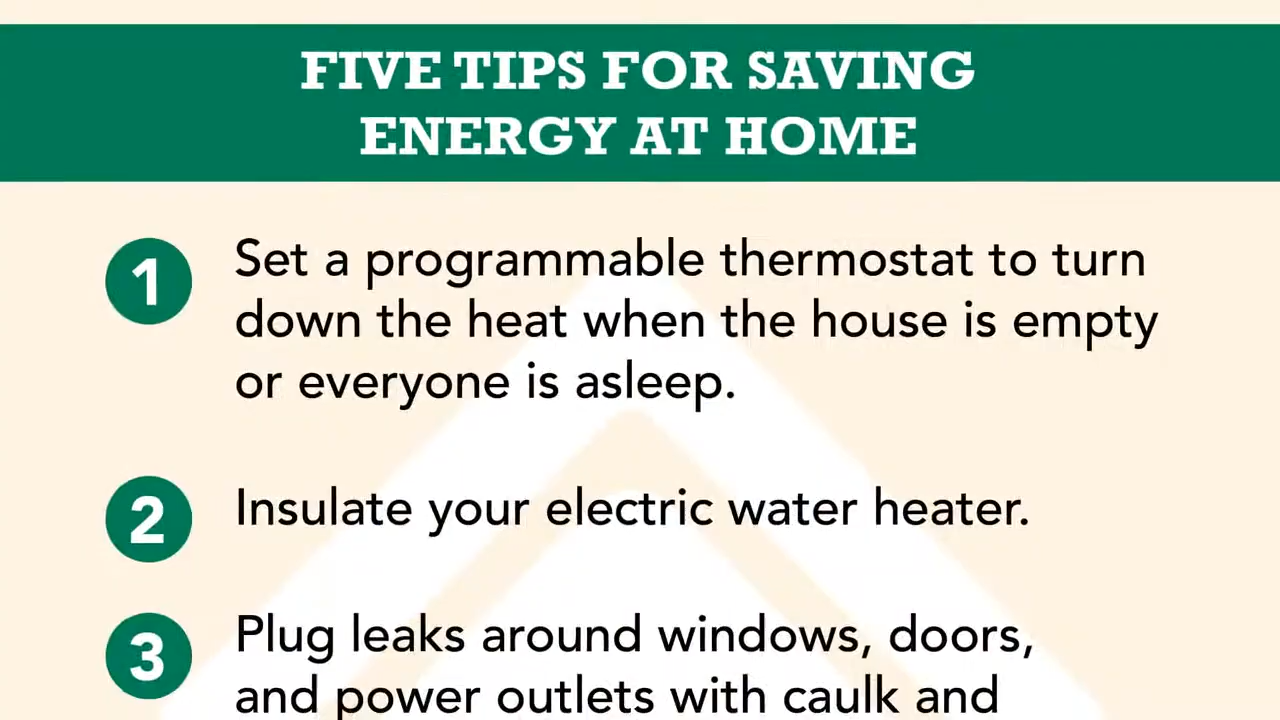 FIVE TIPS FOR SAVING
ENERGY AT HOME
1 Set a programmable thermostat to turn
down the heat when the house is empty
or everyone is asleep.
2 Insulate your electric water heater.
3 Plug leaks around windows, doors,
and power outlets with caulk and